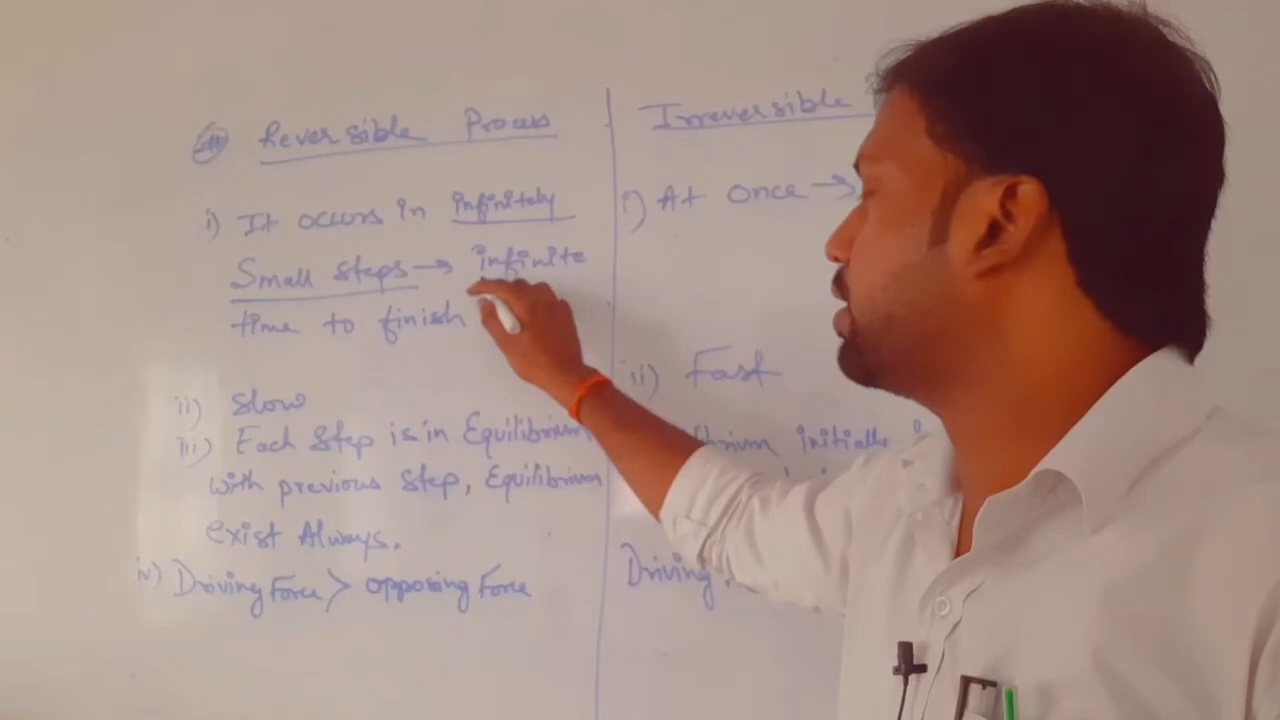 Reversible Process
i) It occurs in infinitely
Small steps → infinite
time to finish
ii) Slow
iii) Each Step is in Equilibrium
with previous step, Equilibrium
exist Always.
iv) Driving Force > opposing Force
Irreversible
i) At once →
ii) Fast
initially
Driving